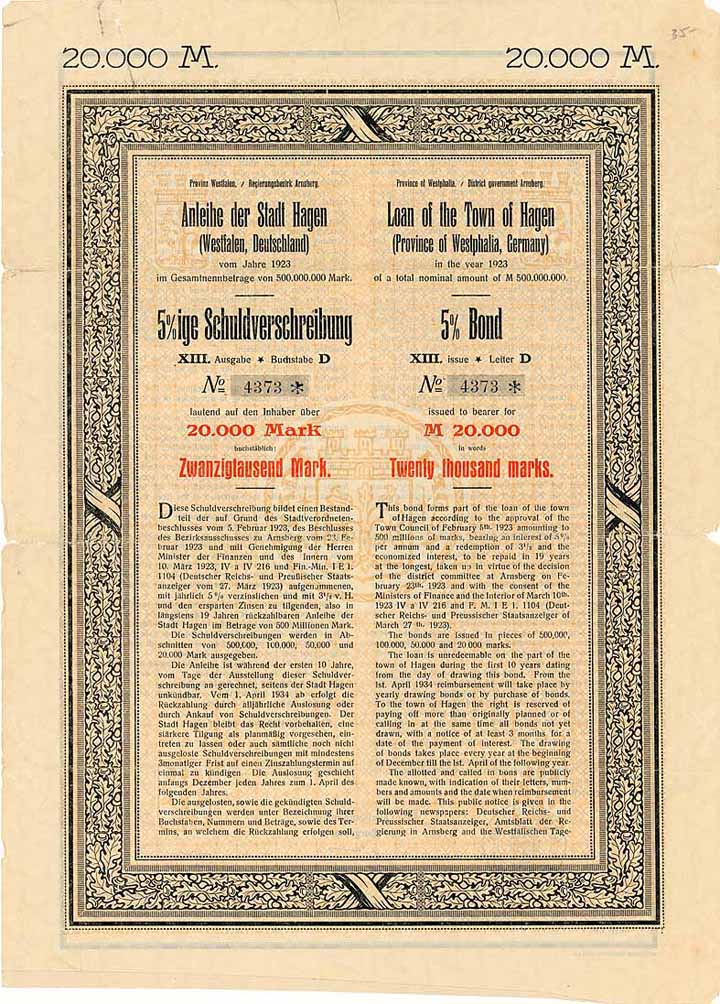 35-
20.000 M.
20.000 M.
Provinz Westfalen. / Regierungsbezirk Arnsberg.
Anleihe der Stadt Hagen
(Westfalen, Deutschland)
vom Jahre 1923
im Gesamtnennbetrage von 500.000.000 Mark.
5%ige Schuldverschreibung
XIII. Ausgabe ★ Buchstabe D
№ 4373 *
lautend auf den Inhaber über
20.000 Mark
buchstäblich:
Zwanzigtausend Mark.
Diese Schuldverschreibung bildet einen Bestand-
teil der auf Grund des Stadtverordneten-
beschlusses vom 5. Februar 1923, des Beschlusses
des Bezirksausschusses zu Arnsberg vom 23. Fe-
bruar 1923 und mit Genehmigung der Herren
Minister der Finanzen und des Innern vom
10. März 1923, IV a IV 216 und Fin.-Min. I E 1.
1104 (Deutscher Reichs- und Preußischer Staats-
anzeiger vom 27. März 1923) aufgenommenen,
mit jährlich 5% verzinslichen und mit 3% v. H.
und den ersparten Zinsen zu tilgenden, also in
längstens 19 Jahren rückzahlbaren Anleihe der
Stadt Hagen im Betrage von 500 Millionen Mark.
Die Schuldverschreibungen werden in Ab-
schnitten von 500,000, 100,000, 50,000 und
20,000 Mark ausgegeben.
Die Anleihe ist während der ersten 10 Jahre,
vom Tage der Ausstellung dieser Schuldver-
schreibung an gerechnet, seitens der Stadt Hagen
unkündbar. Vom 1. April 1934 ab erfolgt die
Rückzahlung durch alljährliche Auslosung oder
durch Ankauf von Schuldverschreibungen. Der
Stadt Hagen bleibt das Recht vorbehalten, eine
stärkere Tilgung als planmäßig vorgesehen, ein-
treten zu lassen oder auch sämtliche noch nicht
ausgeloste Schuldverschreibungen mit mindestens
3monatiger Frist auf einen Zinszahlungstermin auf
einmal zu kündigen. Die Auslosung geschieht
anfangs Dezember jeden Jahres zum 1. April des
folgenden Jahres.
Die ausgelosten, sowie die gekündigten Schuld-
verschreibungen werden unter Bezeichnung ihrer
Buchstaben, Nummern und Beträge, sowie des Ter-
mins, an welchem die Rückzahlung erfolgen soll,
Province of Westphalia. / District government Arnsberg.
Loan of the Town of Hagen
(Province of Westphalia, Germany)
in the year 1923
of a total nominal amount of M 500,000,000.
5% Bond
XIII. issue ★ Letter D
№ 4373 *
issued to bearer for
M 20.000
in words
Twenty thousand marks.
This bond forms part of the loan of the town
of Hagen according to the approval of the
Town Council of February 5th. 1923 amounting to
500 millions of marks, bearing an interest of 5%
per annum and a redemption of 3% and the
economized interest, to be repaid in 19 years
at the longest, taken up in virtue of the decision
of the district committee at Arnsberg on Fe-
bruary 23th. 1923 and with the consent of the
Ministers of Finance and the Interior of March 10th.
1923 IV a IV 216 and F. M. I E 1. 1104 (Deut-
scher Reichs- und Preussischer Staatsanzeiger of
March 27 th. 1923).
The bonds are issued in pieces of 500,000,
100.000, 50.000 and 20.000 marks.
The loan is unredeemable on the part of the
town of Hagen during the first 10 years dating
from the day of drawing this bond. From the
1st. April 1934 reimbursement will take place by
yearly drawing bonds or by purchase of bonds.
To the town of Hagen the right is reserved of
paying off more than originally planned or of
calling in at the same time all bonds not yet
drawn, with a notice of at least 3 months for a
date of the payment of interest. The drawing
of bonds takes place every year at the beginning
of December till the 1st. April of the following year.
The allotted and called in bons are publicly
made known, with indication of their letters, num-
bers and amounts and the date when reimbursement
will be made. This public notice is given in the
following newspapers: Deutscher Reichs- und
Preussischer Staatsanzeiger, Amtsblatt der Re-
gierung in Arnsberg and the Westfälischen Tage-